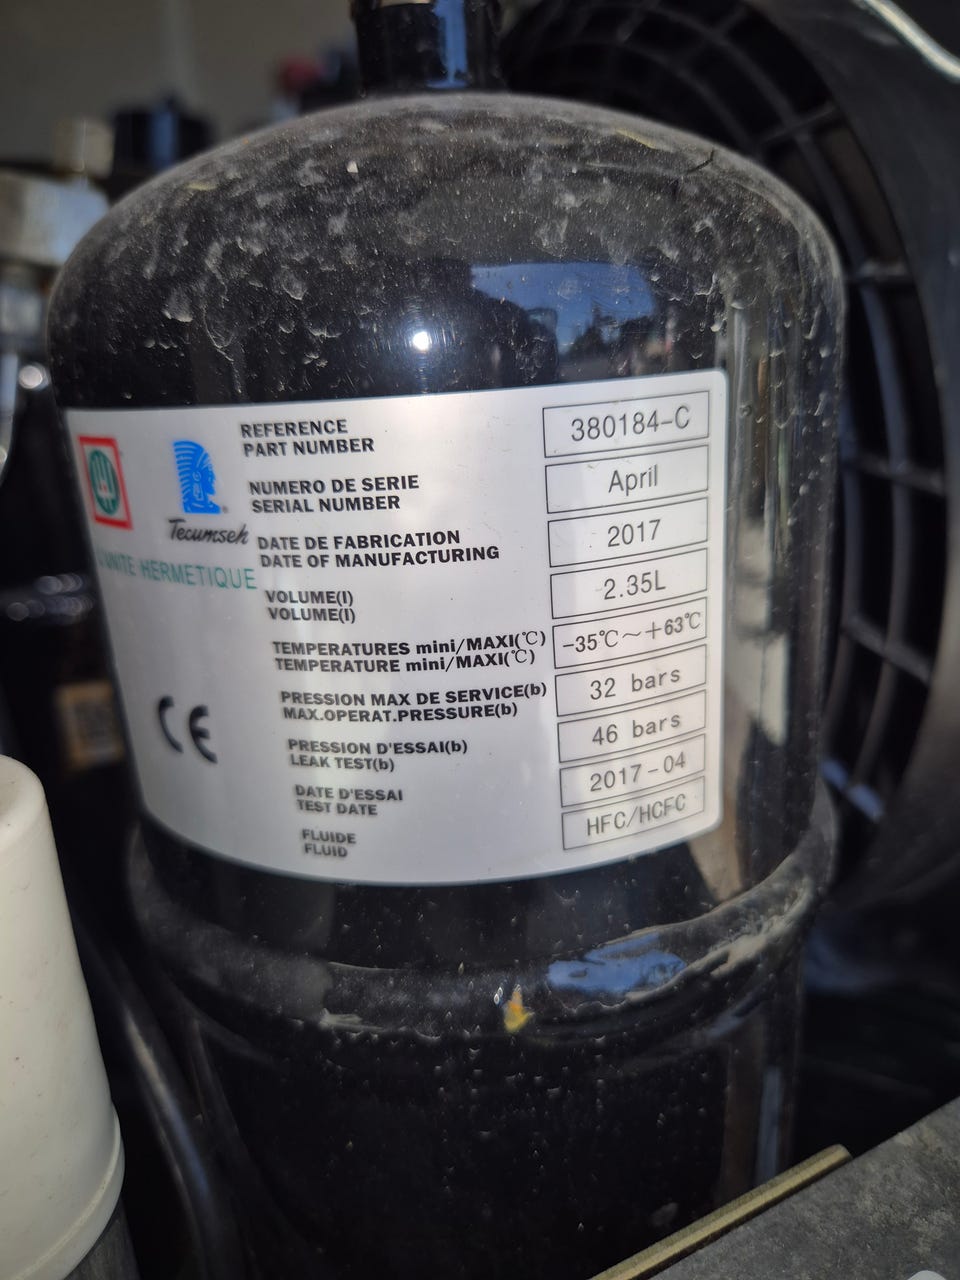 REFERENCE
PART NUMBER
380184-C
NUMERO DE SERIE
SERIAL NUMBER
April
DATE DE FABRICATION
DATE OF MANUFACTURING
2017
VOLUME(l)
VOLUME(l)
2.35L
TEMPERATURES mini/MAXI(℃)
TEMPERATURE mini/MAXI(℃)
-35℃~+63℃
PRESSION MAX DE SERVICE(b)
MAX.OPERAT.PRESSURE(b)
32 bars
PRESSION D'ESSAI(b)
LEAK TEST(b)
46 bars
DATE D'ESSAI
TEST DATE
2017-04
FLUIDE
FLUID
HFC/HCFC
Tecumseh
L'UNITE HERMETIQUE
CE